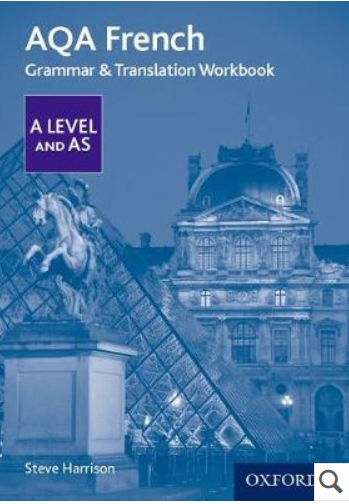 AQA French
Grammar & Translation Workbook
A LEVEL
AND AS
Steve Harrison
OXFORD